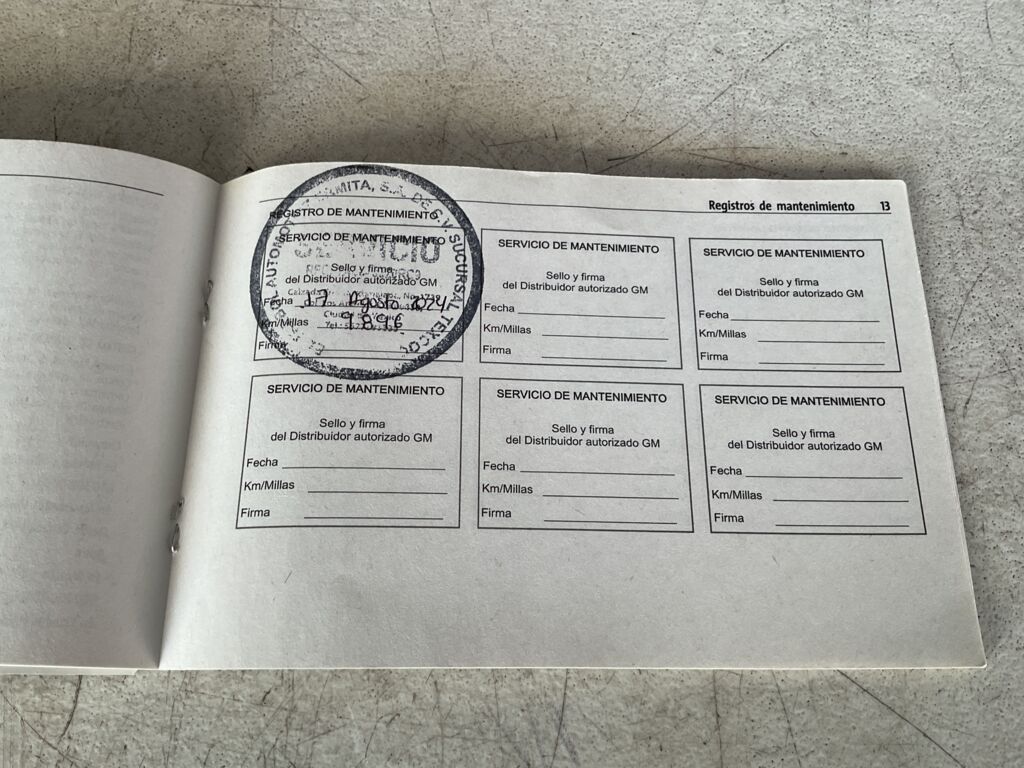 Registros de mantenimiento 13
REGISTRO DE MANTENIMIENTO
SERVICIO DE MANTENIMIENTO
Sello y firma
del Distribuidor autorizado GM
Fecha 17 Agosto 2024
Km/Millas 9896
Firma
S.A. DE C.V. SUCURSAL TEXCOCO
SERVICIO
SERVICIO DE MANTENIMIENTO
Sello y firma
del Distribuidor autorizado GM
Fecha
Km/Millas
Firma
SERVICIO DE MANTENIMIENTO
Sello y firma
del Distribuidor autorizado GM
Fecha
Km/Millas
Firma
SERVICIO DE MANTENIMIENTO
Sello y firma
del Distribuidor autorizado GM
Fecha
Km/Millas
Firma
SERVICIO DE MANTENIMIENTO
Sello y firma
del Distribuidor autorizado GM
Fecha
Km/Millas
Firma
SERVICIO DE MANTENIMIENTO
Sello y firma
del Distribuidor autorizado GM
Fecha
Km/Millas
Firma